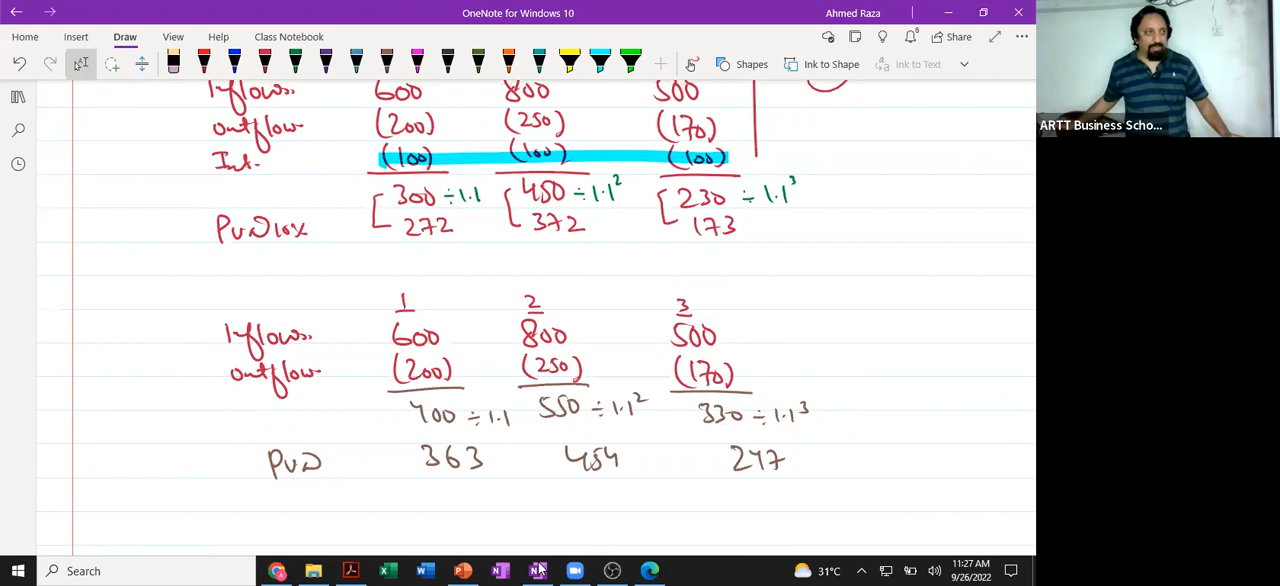 OneNote for Windows 10
Ahmed Raza
Home Insert Draw View Help Class Notebook
Share
Shapes Ink to Shape Ink to Text
Inflows 600 800 500
outflow (200) (250) (170)
Int. (100) (100) (100)
300 ÷ 1.1 450 ÷ 1.1² 230 ÷ 1.1³
PV@10% 272 372 173
1 2 3
Inflows 600 800 500
outflow (200) (250) (170)
400 ÷ 1.1 550 ÷ 1.1² 330 ÷ 1.1³
PV@ 363 454 247
ARTT Business Scho...
Search
31°C
11:27 AM
9/26/2022